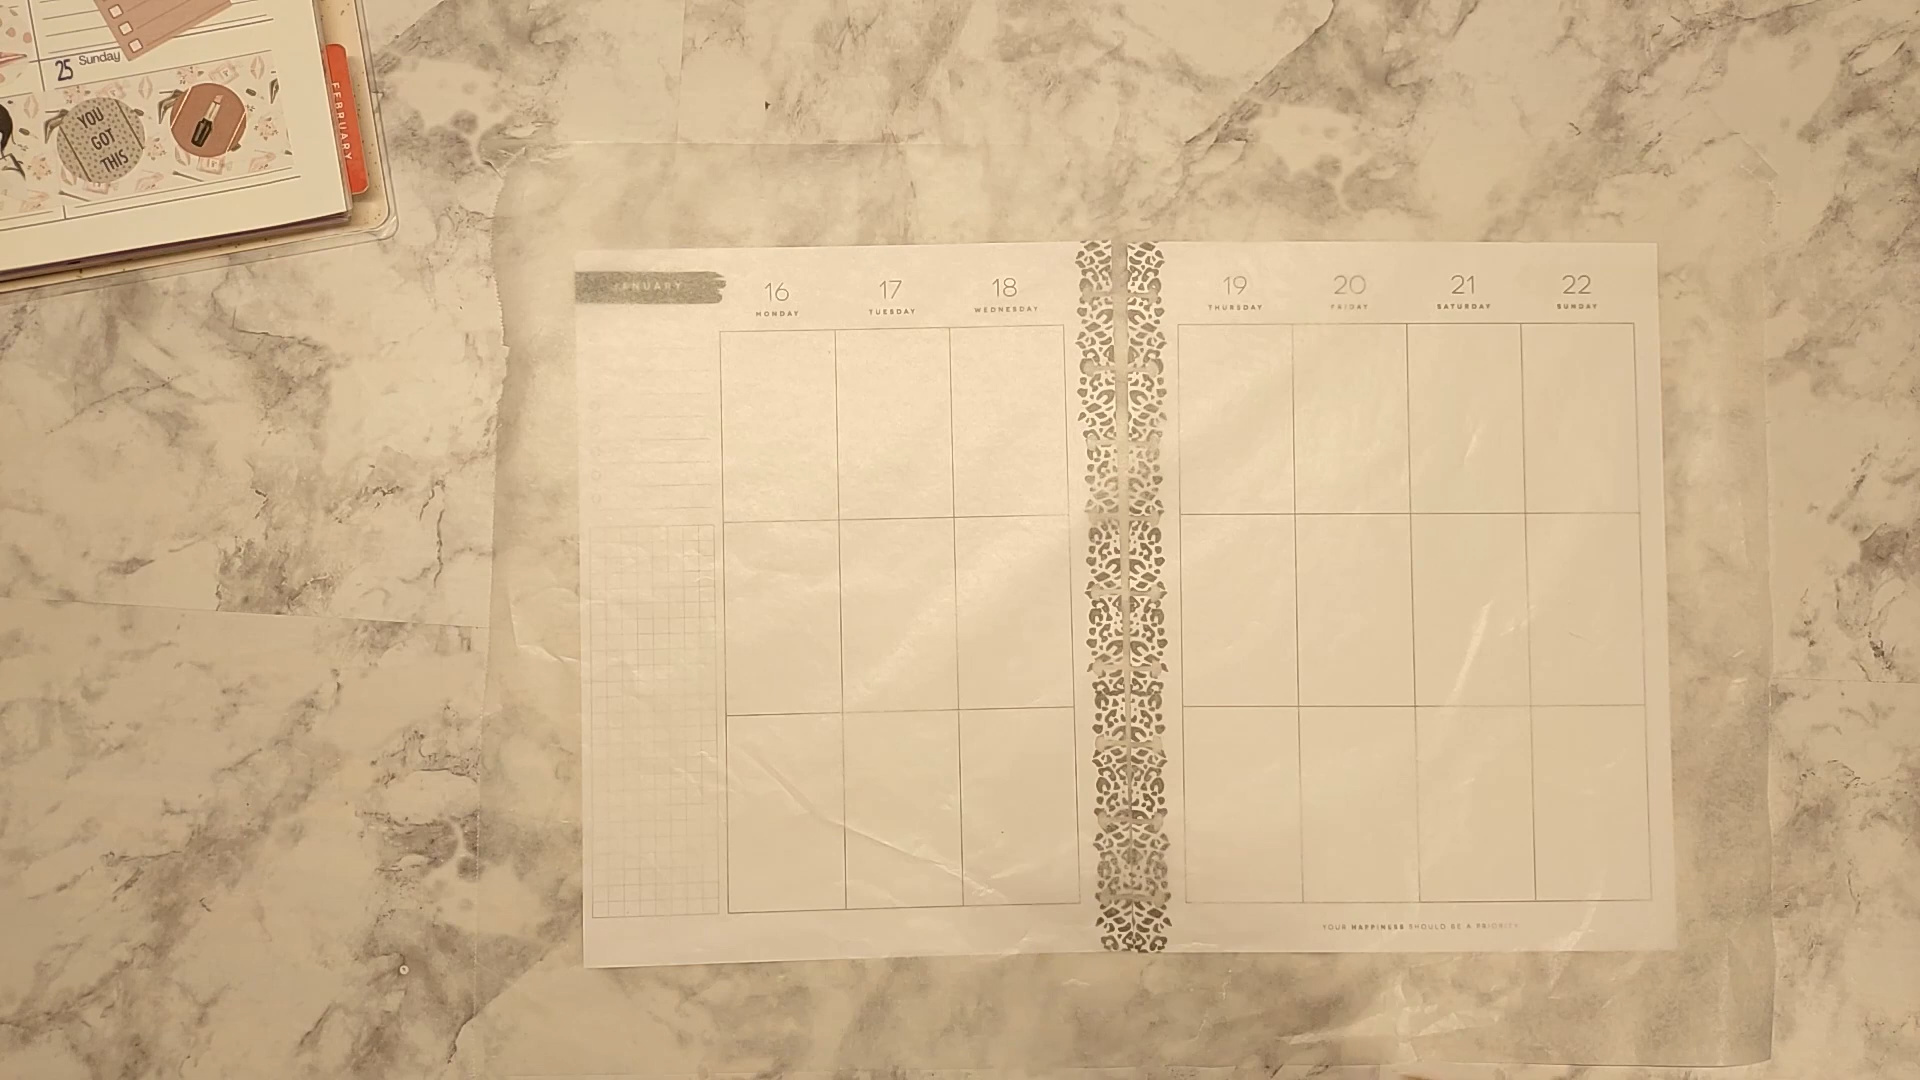 25 Sunday
YOU
GOT
THIS
FEBRUARY
JANUARY
16 17 18 19 20 21 22
MONDAY TUESDAY WEDNESDAY THURSDAY FRIDAY SATURDAY SUNDAY
YOUR HAPPINESS SHOULD BE A PRIORITY